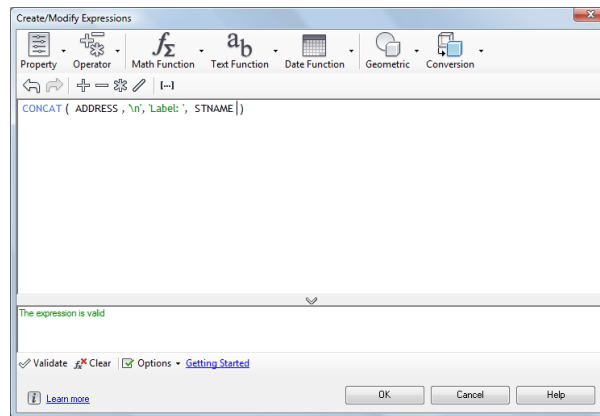 Create/Modify Expressions
Property Operator Math Function Text Function Date Function Geometric Conversion
CONCAT ( ADDRESS , '\n', 'Label: ', STNAME )
The expression is valid
Validate Clear Options Getting Started
Learn more OK Cancel Help